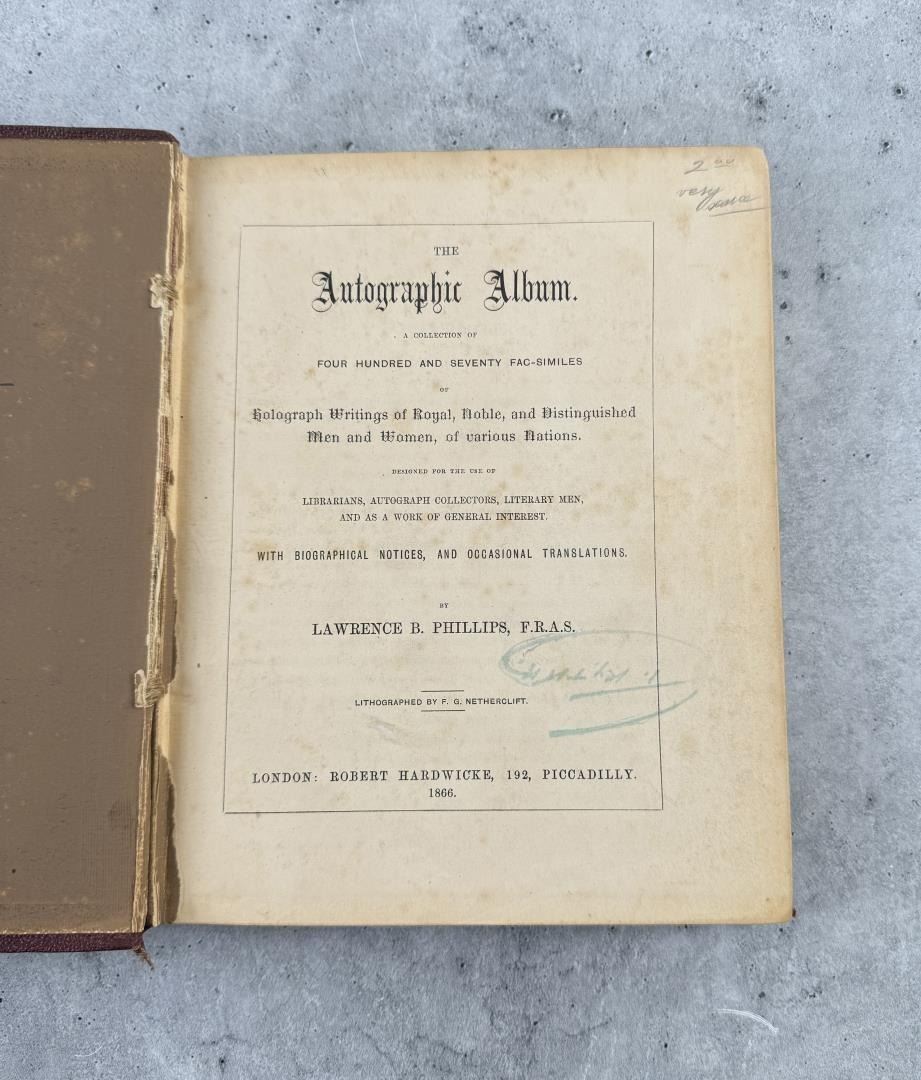 2 00
very
scarce
THE
Autographic Album.
A COLLECTION OF
FOUR HUNDRED AND SEVENTY FAC-SIMILES
OF
Holograph Writings of Royal, Noble, and Distinguished
Men and Women, of various Nations.
DESIGNED FOR THE USE OF
LIBRARIANS, AUTOGRAPH COLLECTORS, LITERARY MEN,
AND AS A WORK OF GENERAL INTEREST.
WITH BIOGRAPHICAL NOTICES, AND OCCASIONAL TRANSLATIONS.
BY
LAWRENCE B. PHILLIPS, F.R.A.S.
LITHOGRAPHED BY F. G. NETHERCLIFT.
LONDON: ROBERT HARDWICKE, 192, PICCADILLY.
1866.